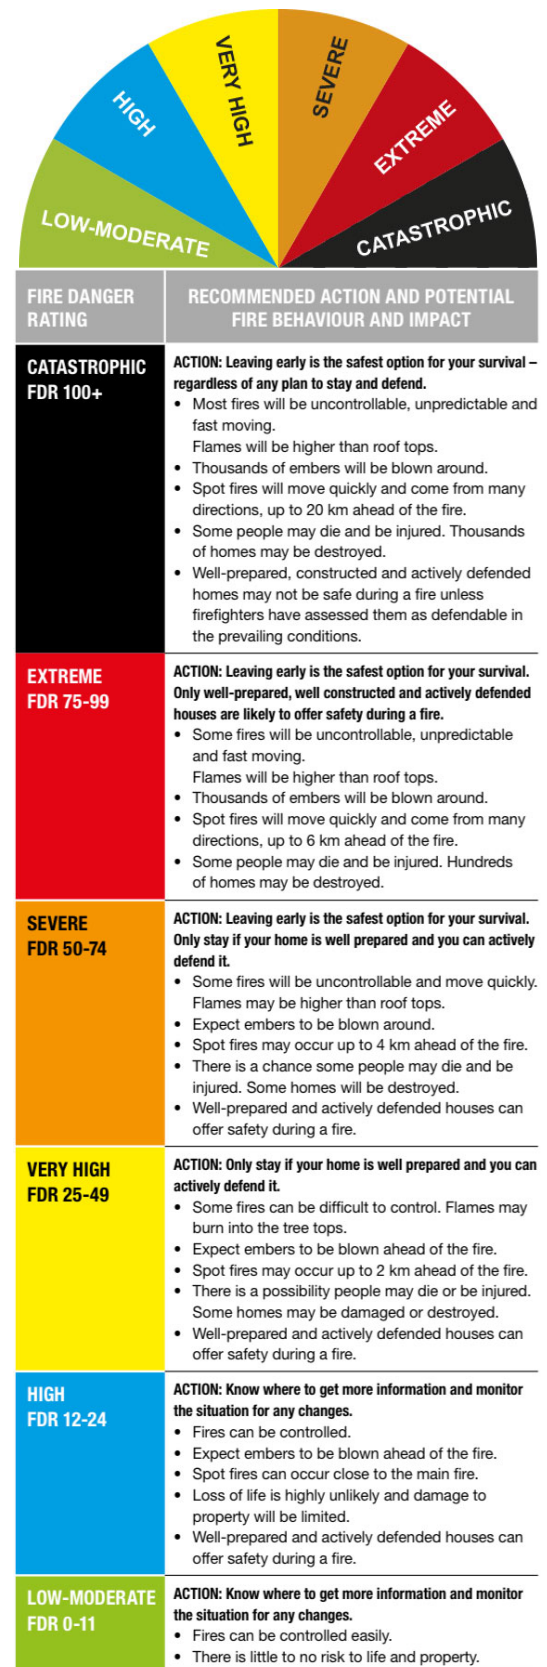 LOW-MODERATE
HIGH
VERY HIGH
SEVERE
EXTREME
CATASTROPHIC
FIRE DANGER
RATING
RECOMMENDED ACTION AND POTENTIAL
FIRE BEHAVIOUR AND IMPACT
CATASTROPHIC
FDR 100+
ACTION: Leaving early is the safest option for your survival –
regardless of any plan to stay and defend.
• Most fires will be uncontrollable, unpredictable and
fast moving.
Flames will be higher than roof tops.
• Thousands of embers will be blown around.
• Spot fires will move quickly and come from many
directions, up to 20 km ahead of the fire.
• Some people may die and be injured. Thousands
of homes may be destroyed.
• Well-prepared, constructed and actively defended
homes may not be safe during a fire unless
firefighters have assessed them as defendable in
the prevailing conditions.
EXTREME
FDR 75-99
ACTION: Leaving early is the safest option for your survival.
Only well-prepared, well constructed and actively defended
houses are likely to offer safety during a fire.
• Some fires will be uncontrollable, unpredictable
and fast moving.
Flames will be higher than roof tops.
• Thousands of embers will be blown around.
• Spot fires will move quickly and come from many
directions, up to 6 km ahead of the fire.
• Some people may die and be injured. Hundreds
of homes may be destroyed.
SEVERE
FDR 50-74
ACTION: Leaving early is the safest option for your survival.
Only stay if your home is well prepared and you can actively
defend it.
• Some fires will be uncontrollable and move quickly.
Flames may be higher than roof tops.
• Expect embers to be blown around.
• Spot fires may occur up to 4 km ahead of the fire.
• There is a chance some people may die and be
injured. Some homes will be destroyed.
• Well-prepared and actively defended houses can
offer safety during a fire.
VERY HIGH
FDR 25-49
ACTION: Only stay if your home is well prepared and you can
actively defend it.
• Some fires can be difficult to control. Flames may
burn into the tree tops.
• Expect embers to be blown ahead of the fire.
• Spot fires may occur up to 2 km ahead of the fire.
• There is a possibility people may die or be injured.
Some homes may be damaged or destroyed.
• Well-prepared and actively defended houses can
offer safety during a fire.
HIGH
FDR 12-24
ACTION: Know where to get more information and monitor
the situation for any changes.
• Fires can be controlled.
• Expect embers to be blown ahead of the fire.
• Spot fires can occur close to the main fire.
• Loss of life is highly unlikely and damage to
property will be limited.
• Well-prepared and actively defended houses can
offer safety during a fire.
LOW-MODERATE
FDR 0-11
ACTION: Know where to get more information and monitor
the situation for any changes.
• Fires can be controlled easily.
• There is little to no risk to life and property.